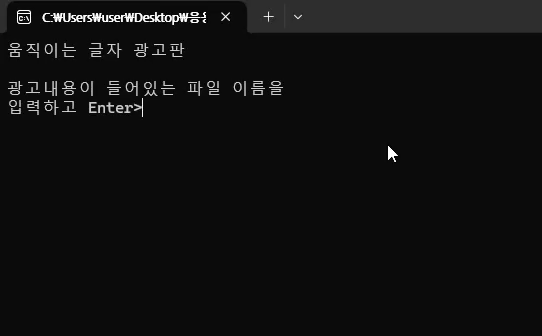 C:₩Users₩user₩Desktop₩응용
움직이는 글자 광고판
광고내용이 들어있는 파일 이름을
입력하고 Enter>